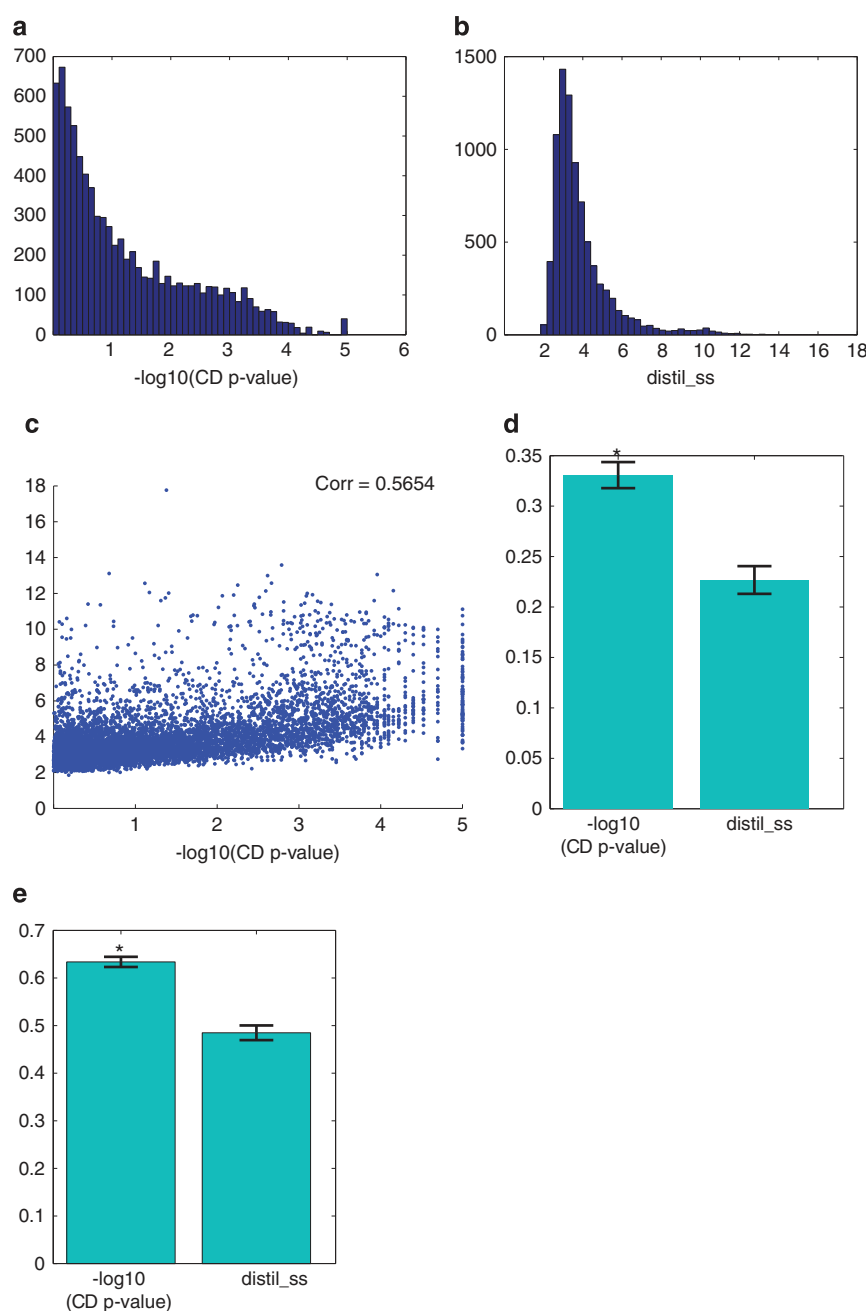 a
700
600
500
400
300
200
100
0
1 2 3 4 5 6
-log10(CD p-value)
b
1500
1000
500
0
2 4 6 8 10 12 14 16 18
distil_ss
c
18
16
14
12
10
8
6
4
2
0
Corr = 0.5654
1 2 3 4 5
-log10(CD p-value)
d
0.35
0.3
0.25
0.2
0.15
0.1
0.05
0
*
-log10
(CD p-value)
distil_ss
e
0.7
0.6
0.5
0.4
0.3
0.2
0.1
0
*
-log10
(CD p-value)
distil_ss